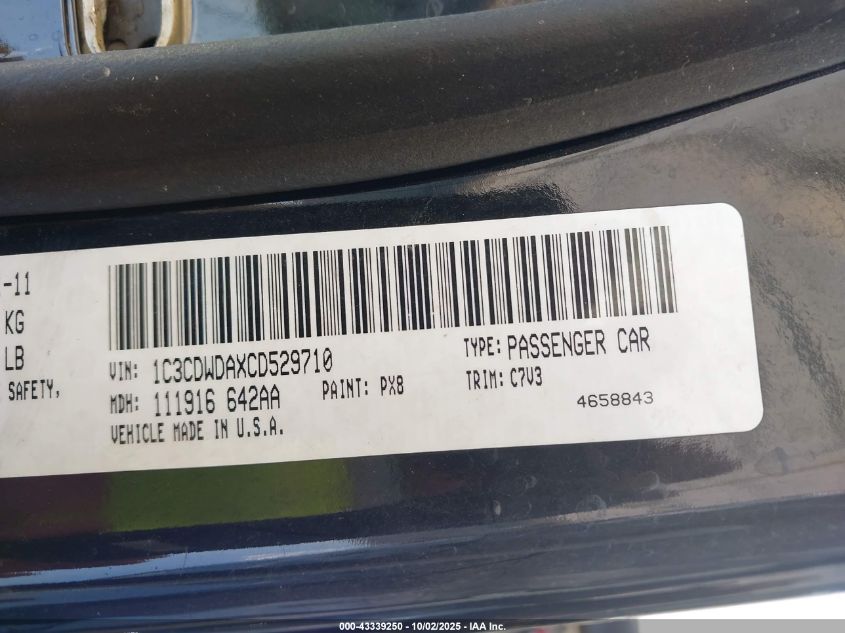 -11
KG
LB
SAFETY,
VIN: 1C3CDWDAXCD529710
TYPE: PASSENGER CAR
MDH: 111916 642AA
PAINT: PX8
TRIM: C7V3
VEHICLE MADE IN U.S.A.
4658843
000-43339250 - 10/02/2025 - IAA Inc.